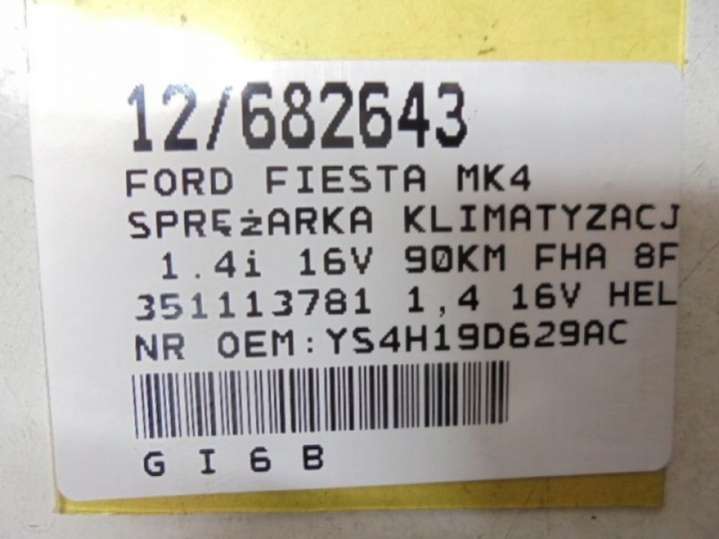 12/682643
FORD FIESTA MK4
SPRĘżARKA KLIMATYZACJ
1.4i 16V 90KM FHA 8F
351113781 1,4 16V HEL
NR OEM:YS4H19D629AC
G I 6 B